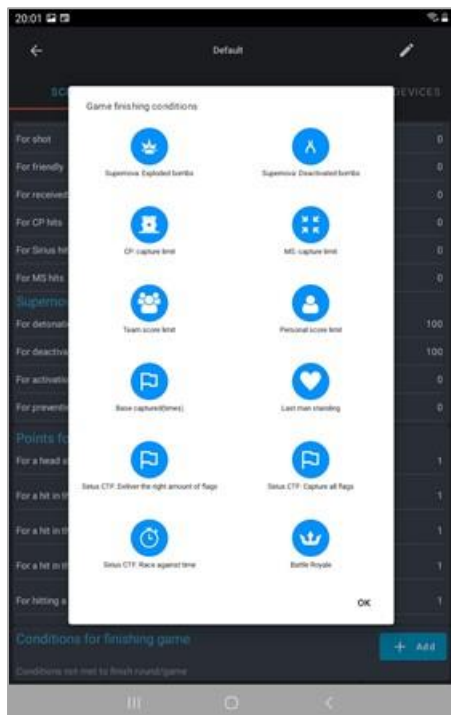 20:01
Default
SC
DEVICES
Game finishing conditions
For shot 0
Supernova: Exploded bombs
Supernova: Deactivated bombs
For friendly 0
For received 0
For CP hits 0
CP: capture limit
MS: capture limit
For Sirius hit 0
For MS hits 0
Supernov
Team score limit
Personal score limit
For detonati 100
For deactiva 100
For activatio 0
Base captured(times)
Last man standing
For preventi 0
Points fo
For a head s 1
Sirius CTF: Deliver the right amount of flags
Sirius CTF: Capture all flags
For a hit in th 1
For a hit in th 1
For a hit in th 1
Sirius CTF: Race against time
Battle Royale
For hitting a 1
OK
Conditions for finishing game
+ Add
Conditions not met to finish round/game